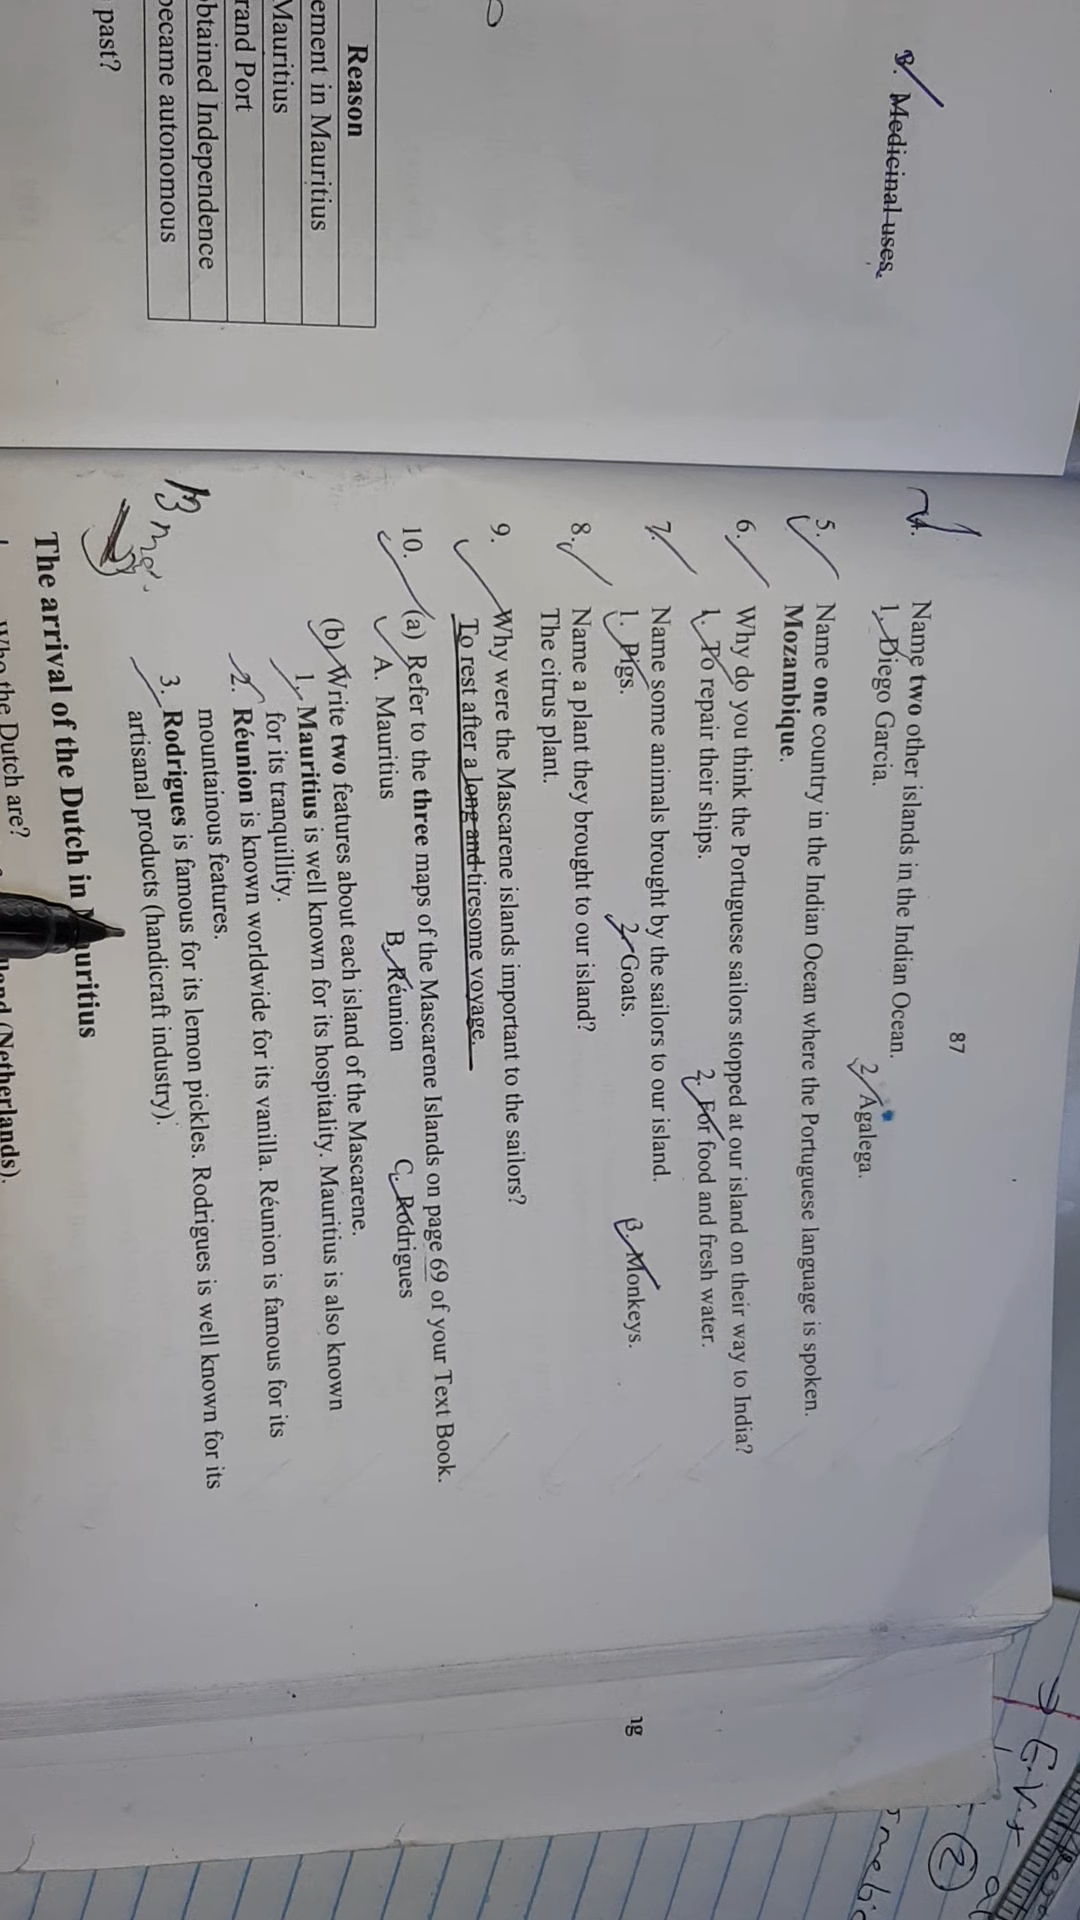 B. Medicinal uses.
Reason
ement in Mauritius
Mauritius
rand Port
btained Independence
became autonomous
past?
87
4. Name two other islands in the Indian Ocean.
1. Diego Garcia. 2. Agalega.
5. Name one country in the Indian Ocean where the Portuguese language is spoken.
Mozambique.
6. Why do you think the Portuguese sailors stopped at our island on their way to India?
1. To repair their ships. 2. For food and fresh water.
7. Name some animals brought by the sailors to our island.
1. Pigs. 2. Goats. 3. Monkeys.
8. Name a plant they brought to our island?
The citrus plant.
9. Why were the Mascarene islands important to the sailors?
To rest after a long and tiresome voyage.
10. (a) Refer to the three maps of the Mascarene Islands on page 69 of your Text Book.
A. Mauritius B. Réunion C. Rodrigues
(b) Write two features about each island of the Mascarene.
1. Mauritius is well known for its hospitality. Mauritius is also known
for its tranquillity.
2. Réunion is known worldwide for its vanilla. Réunion is famous for its
mountainous features.
3. Rodrigues is famous for its lemon pickles. Rodrigues is well known for its
artisanal products (handicraft industry).
The arrival of the Dutch in Mauritius
Who the Dutch are?
land (Netherlands).
ng